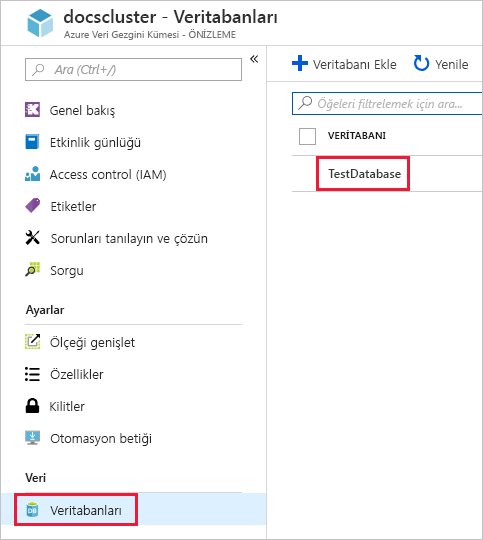 docscluster - Veritabanları
Azure Veri Gezgini Kümesi - ÖNİZLEME
Ara (Ctrl+/)
«
Genel bakış
Etkinlik günlüğü
Access control (IAM)
Etiketler
Sorunları tanılayın ve çözün
Sorgu
Ayarlar
Ölçeği genişlet
Özellikler
Kilitler
Otomasyon betiği
Veri
DB Veritabanları
Veritabanı Ekle Yenile
Öğeleri filtrelemek için ara...
VERİTABANI
TestDatabase